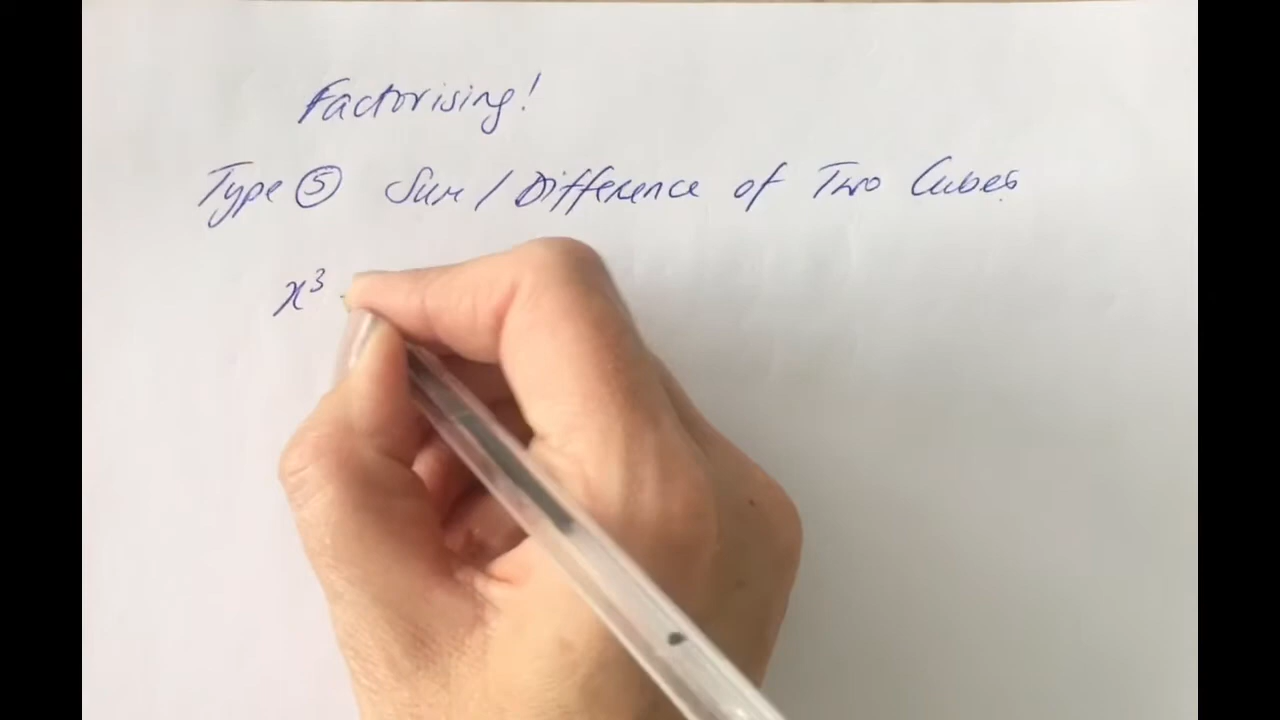 Factorising!
Type ⑤ Sum / Difference of Two Cubes
x³